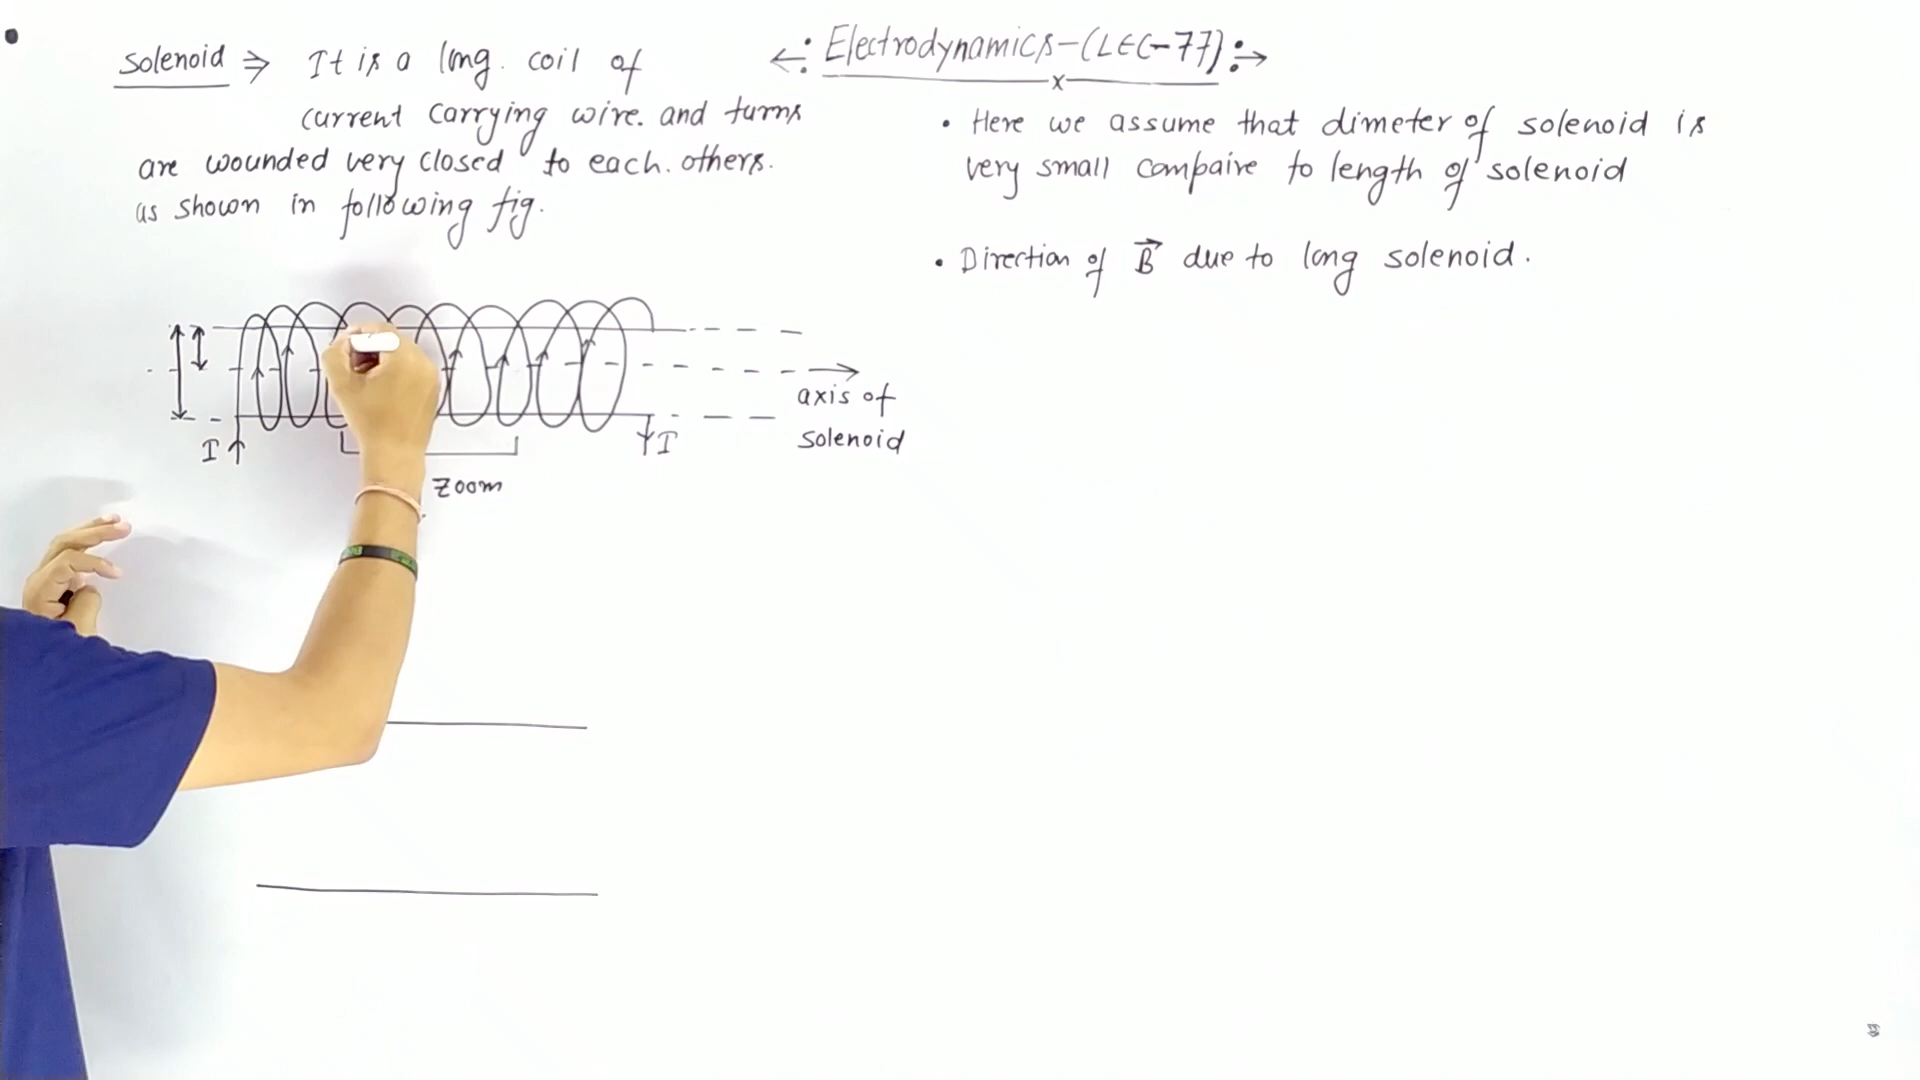 Solenoid ⇒ It is a long. coil of
current carrying wire. and turns
are wounded very closed to each. others.
as shown in following fig.
←: Electrodynamics-(LEC-77) :→
x
• Here we assume that dimeter of solenoid is
very small compaire to length of solenoid
• Direction of B⃗ due to long solenoid.
axis of
solenoid
I
I
Zoom